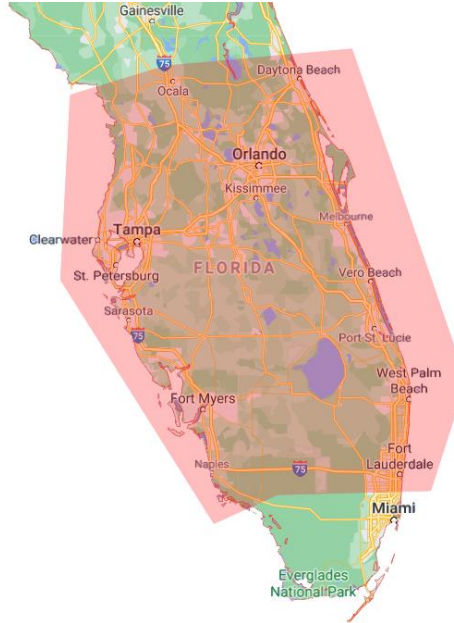 Gainesville
75
Daytona Beach
Ocala
Orlando
Kissimmee
Melbourne
Clearwater
Tampa
St. Petersburg
FLORIDA
Vero Beach
Sarasota
75
Port St. Lucie
West Palm
Beach
Fort Myers
Fort
Lauderdale
Naples
75
Miami
Everglades
National Park